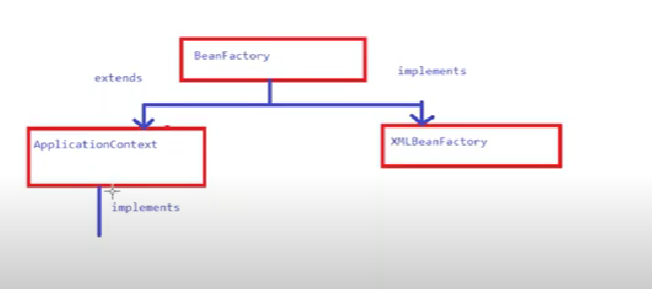 BeanFactory
extends
implements
ApplicationContext
XMLBeanFactory
implements